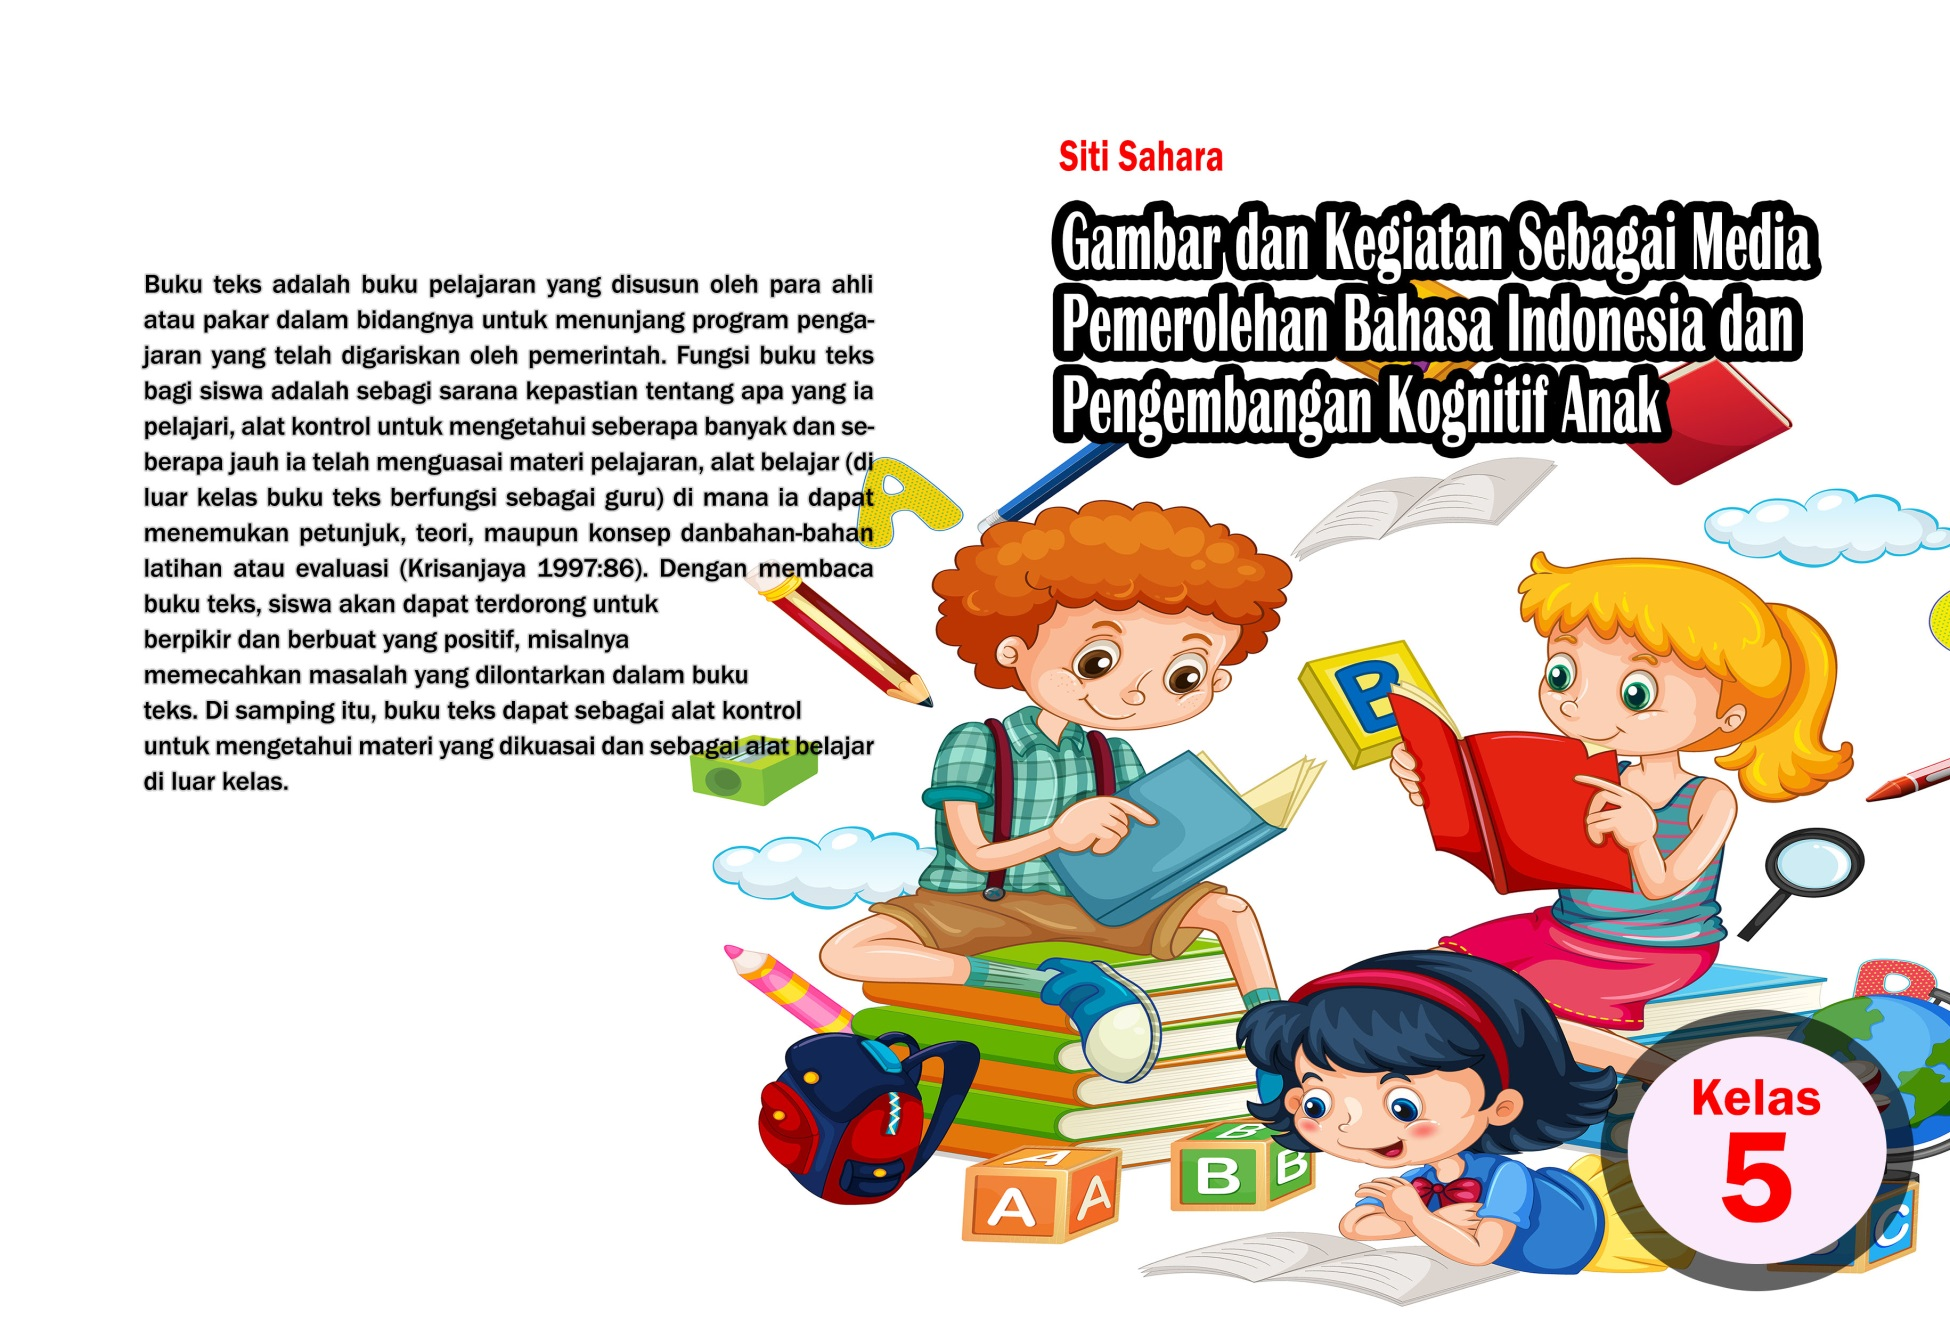 Buku teks adalah buku pelajaran yang disusun oleh para ahli
atau pakar dalam bidangnya untuk menunjang program penga-
jaran yang telah digariskan oleh pemerintah. Fungsi buku teks
bagi siswa adalah sebagi sarana kepastian tentang apa yang ia
pelajari, alat kontrol untuk mengetahui seberapa banyak dan se-
berapa jauh ia telah menguasai materi pelajaran, alat belajar (di
luar kelas buku teks berfungsi sebagai guru) di mana ia dapat
menemukan petunjuk, teori, maupun konsep danbahan-bahan
latihan atau evaluasi (Krisanjaya 1997:86). Dengan membaca
buku teks, siswa akan dapat terdorong untuk
berpikir dan berbuat yang positif, misalnya
memecahkan masalah yang dilontarkan dalam buku
teks. Di samping itu, buku teks dapat sebagai alat kontrol
untuk mengetahui materi yang dikuasai dan sebagai alat belajar
di luar kelas.
Siti Sahara
Gambar dan Kegiatan Sebagai Media
Pemerolehan Bahasa Indonesia dan
Pengembangan Kognitif Anak
A
B
B
A
A
A
B
B
B
C
Kelas
5